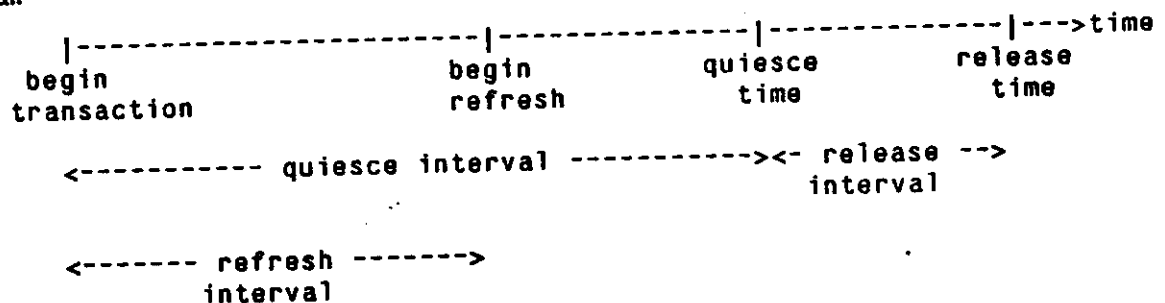 |-----------------------|---------------|-------------|--->time
begin begin quiesce release
transaction refresh time time
<----------- quiesce interval -----------><- release -->
interval
<------- refresh ------->
interval